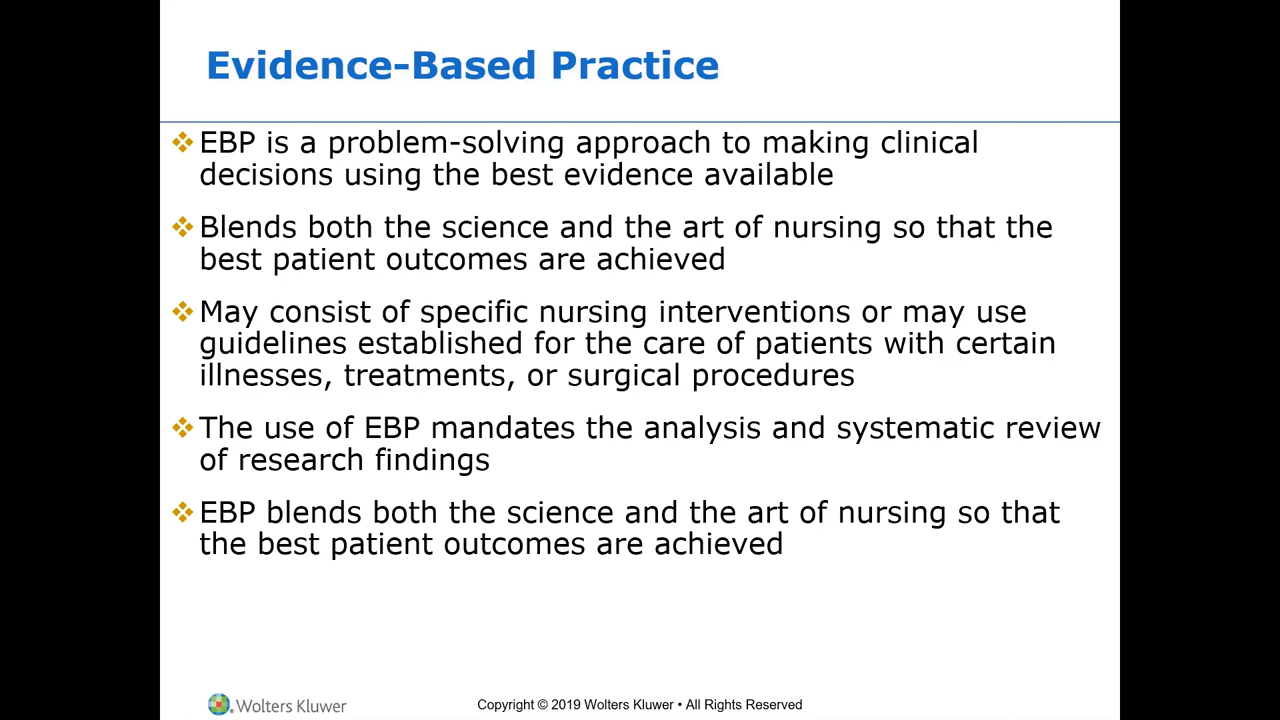 Evidence-Based Practice
❖EBP is a problem-solving approach to making clinical
decisions using the best evidence available
❖Blends both the science and the art of nursing so that the
best patient outcomes are achieved
❖May consist of specific nursing interventions or may use
guidelines established for the care of patients with certain
illnesses, treatments, or surgical procedures
❖The use of EBP mandates the analysis and systematic review
of research findings
❖EBP blends both the science and the art of nursing so that
the best patient outcomes are achieved
Wolters Kluwer
Copyright © 2019 Wolters Kluwer • All Rights Reserved